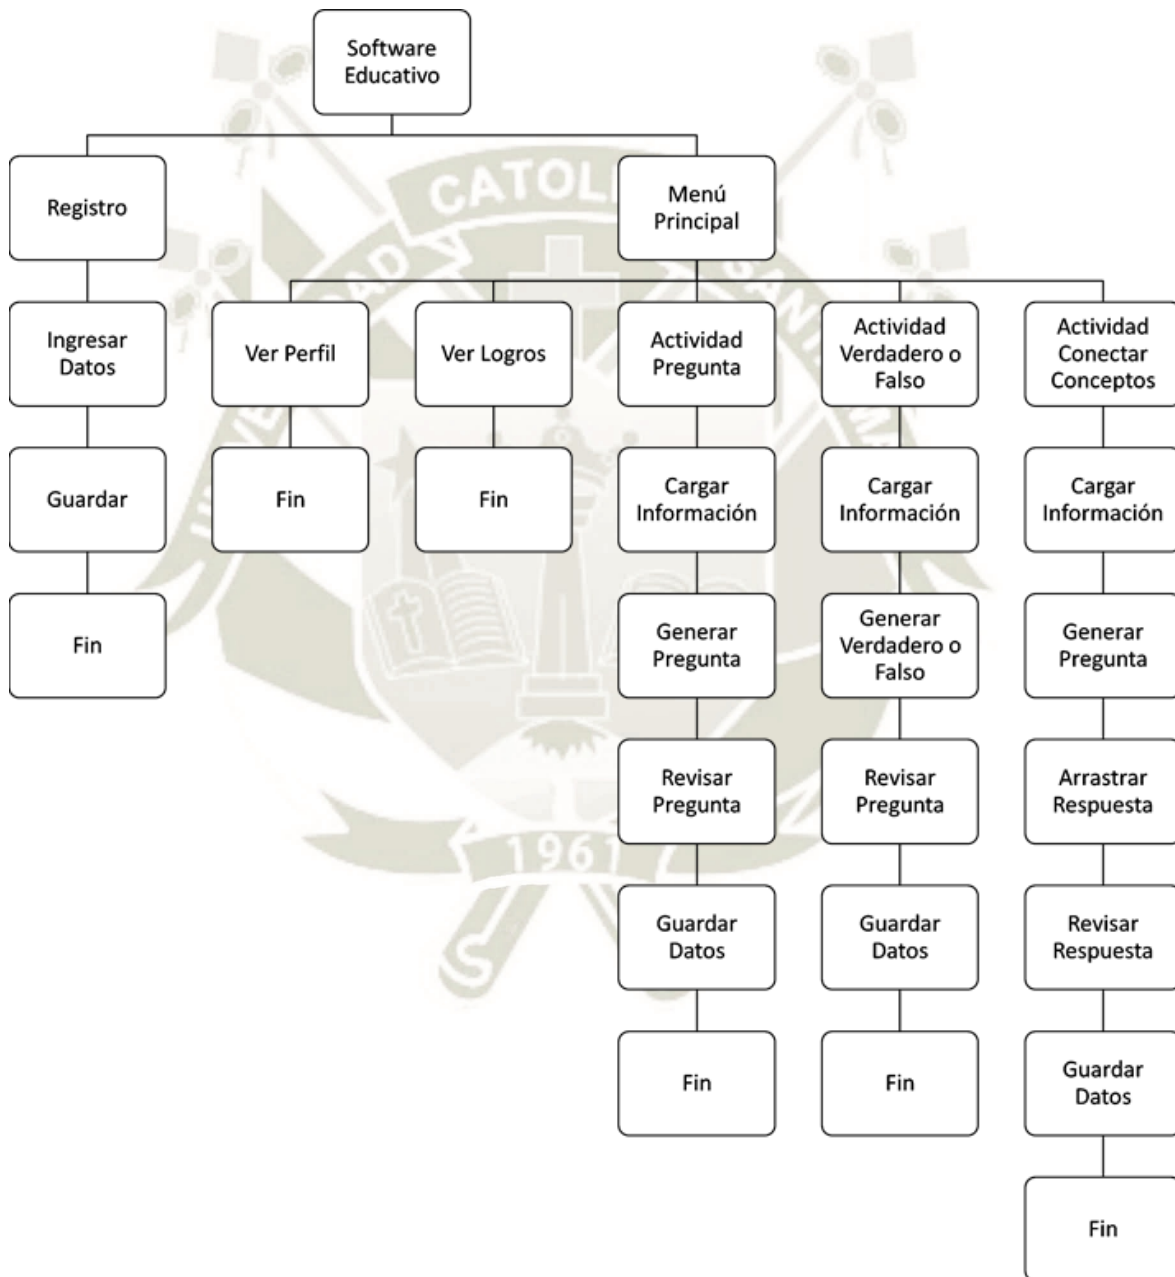 Software
Educativo
Registro
Menú
Principal
Ingresar
Datos
Ver Perfil
Ver Logros
Actividad
Pregunta
Actividad
Verdadero o
Falso
Actividad
Conectar
Conceptos
Guardar
Fin
Fin
Cargar
Información
Cargar
Información
Cargar
Información
Fin
Generar
Pregunta
Generar
Verdadero o
Falso
Generar
Pregunta
Revisar
Pregunta
Revisar
Pregunta
Arrastrar
Respuesta
Guardar
Datos
Guardar
Datos
Revisar
Respuesta
Fin
Fin
Guardar
Datos
Fin
1961